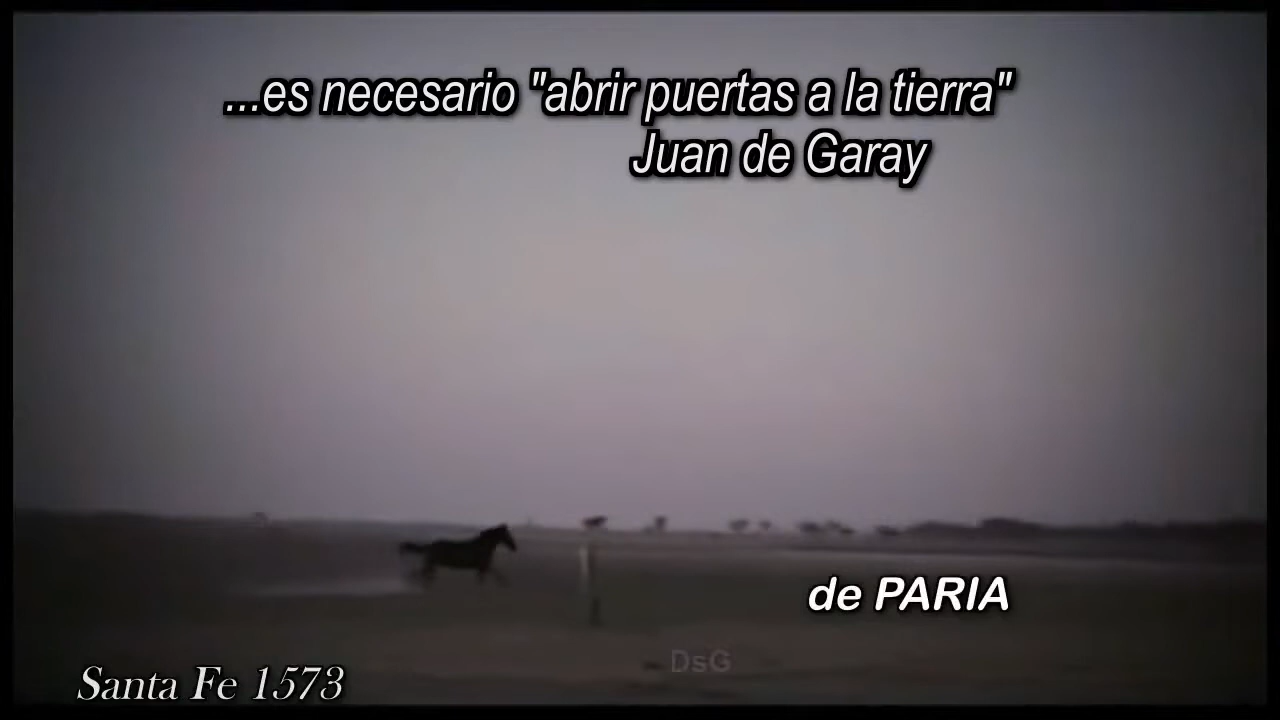 ...es necesario "abrir puertas a la tierra"
Juan de Garay
de PARIA
DsG
Santa Fe 1573